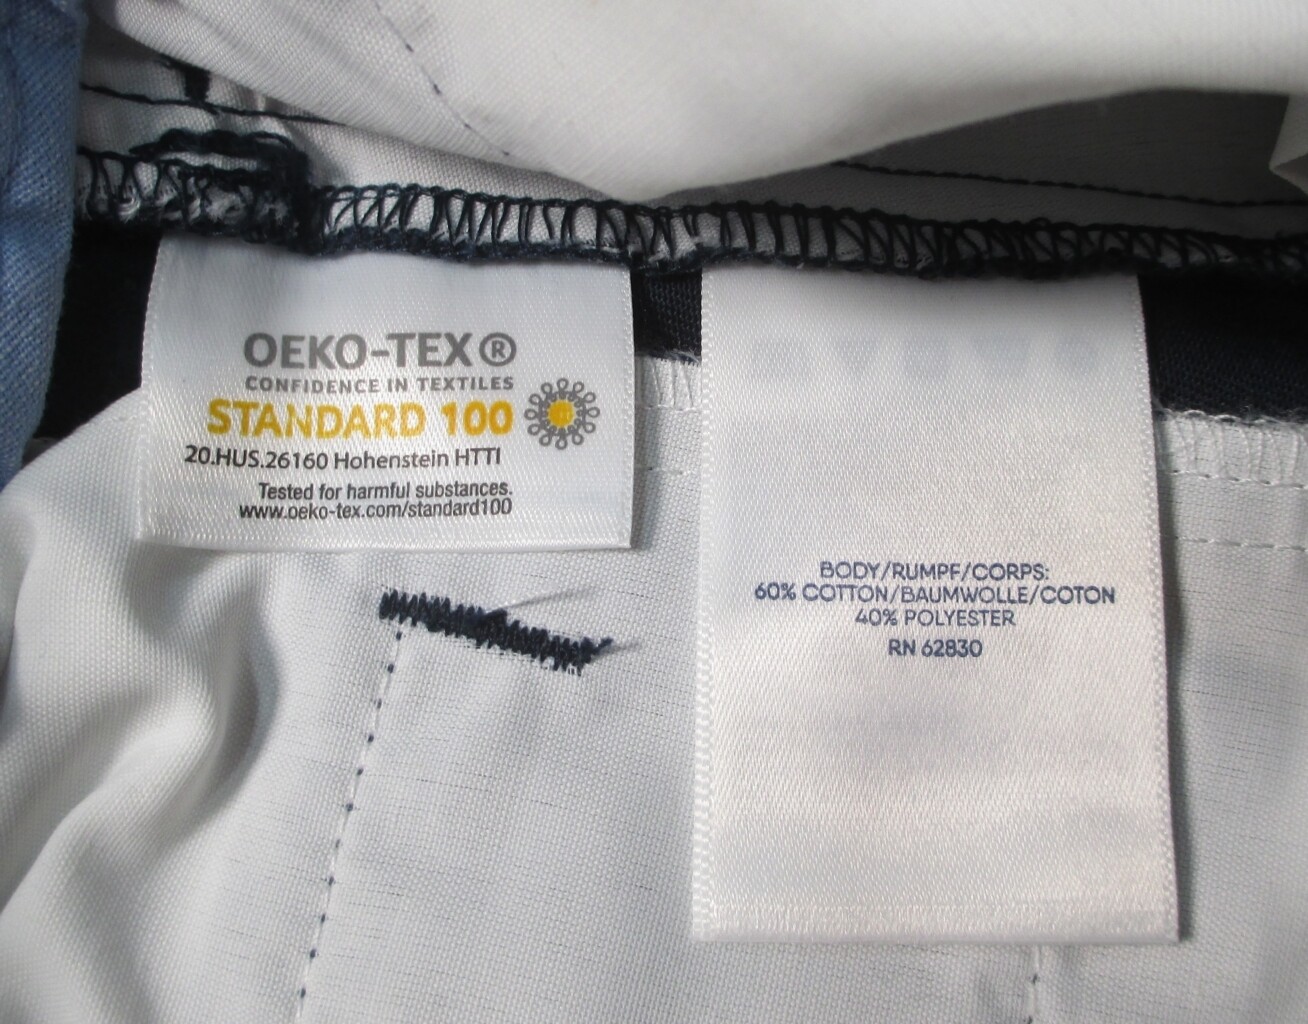 OEKO-TEX®
CONFIDENCE IN TEXTILES
STANDARD 100
20.HUS.26160 Hohenstein HTTI
Tested for harmful substances.
www.oeko-tex.com/standard100
BODY/RUMPF/CORPS:
60% COTTON/BAUMWOLLE/COTON
40% POLYESTER
RN 62830